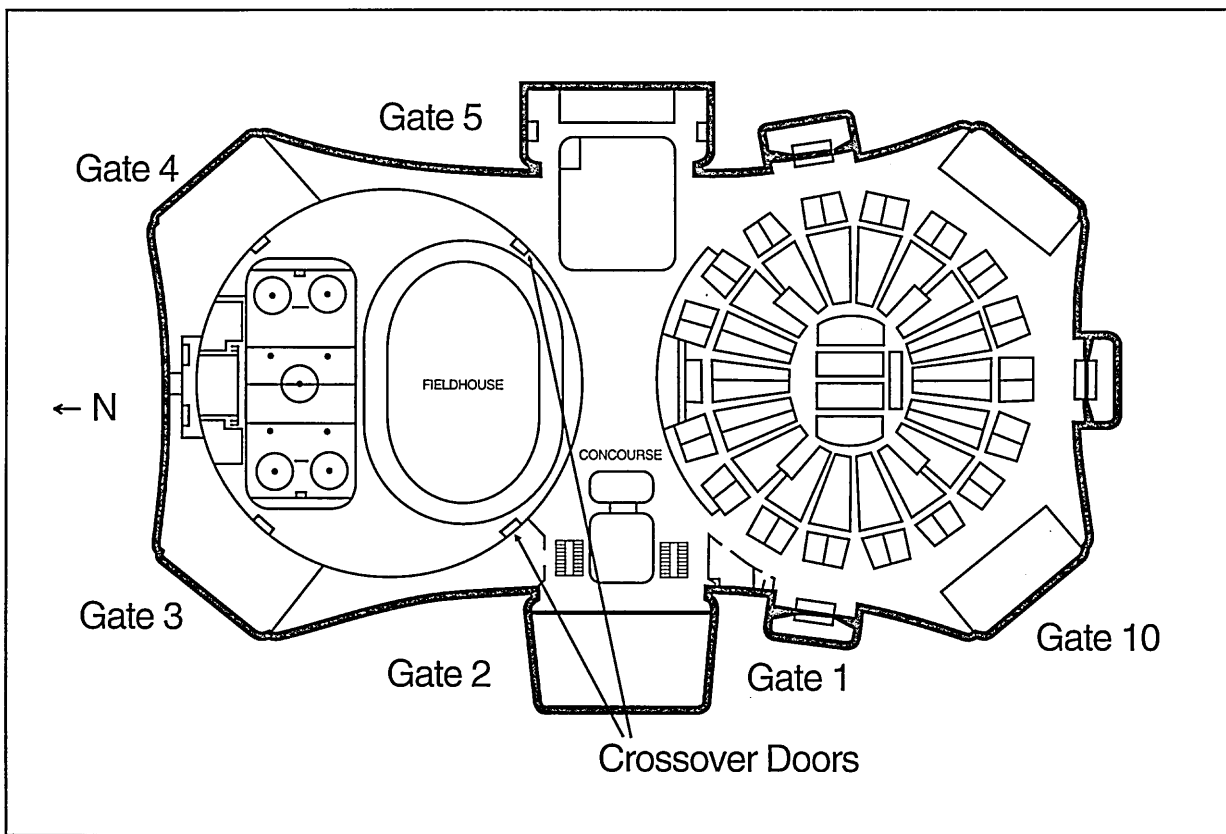 Gate 5
Gate 4
FIELDHOUSE
← N
CONCOURSE
Gate 3
Gate 10
Gate 2
Gate 1
Crossover Doors